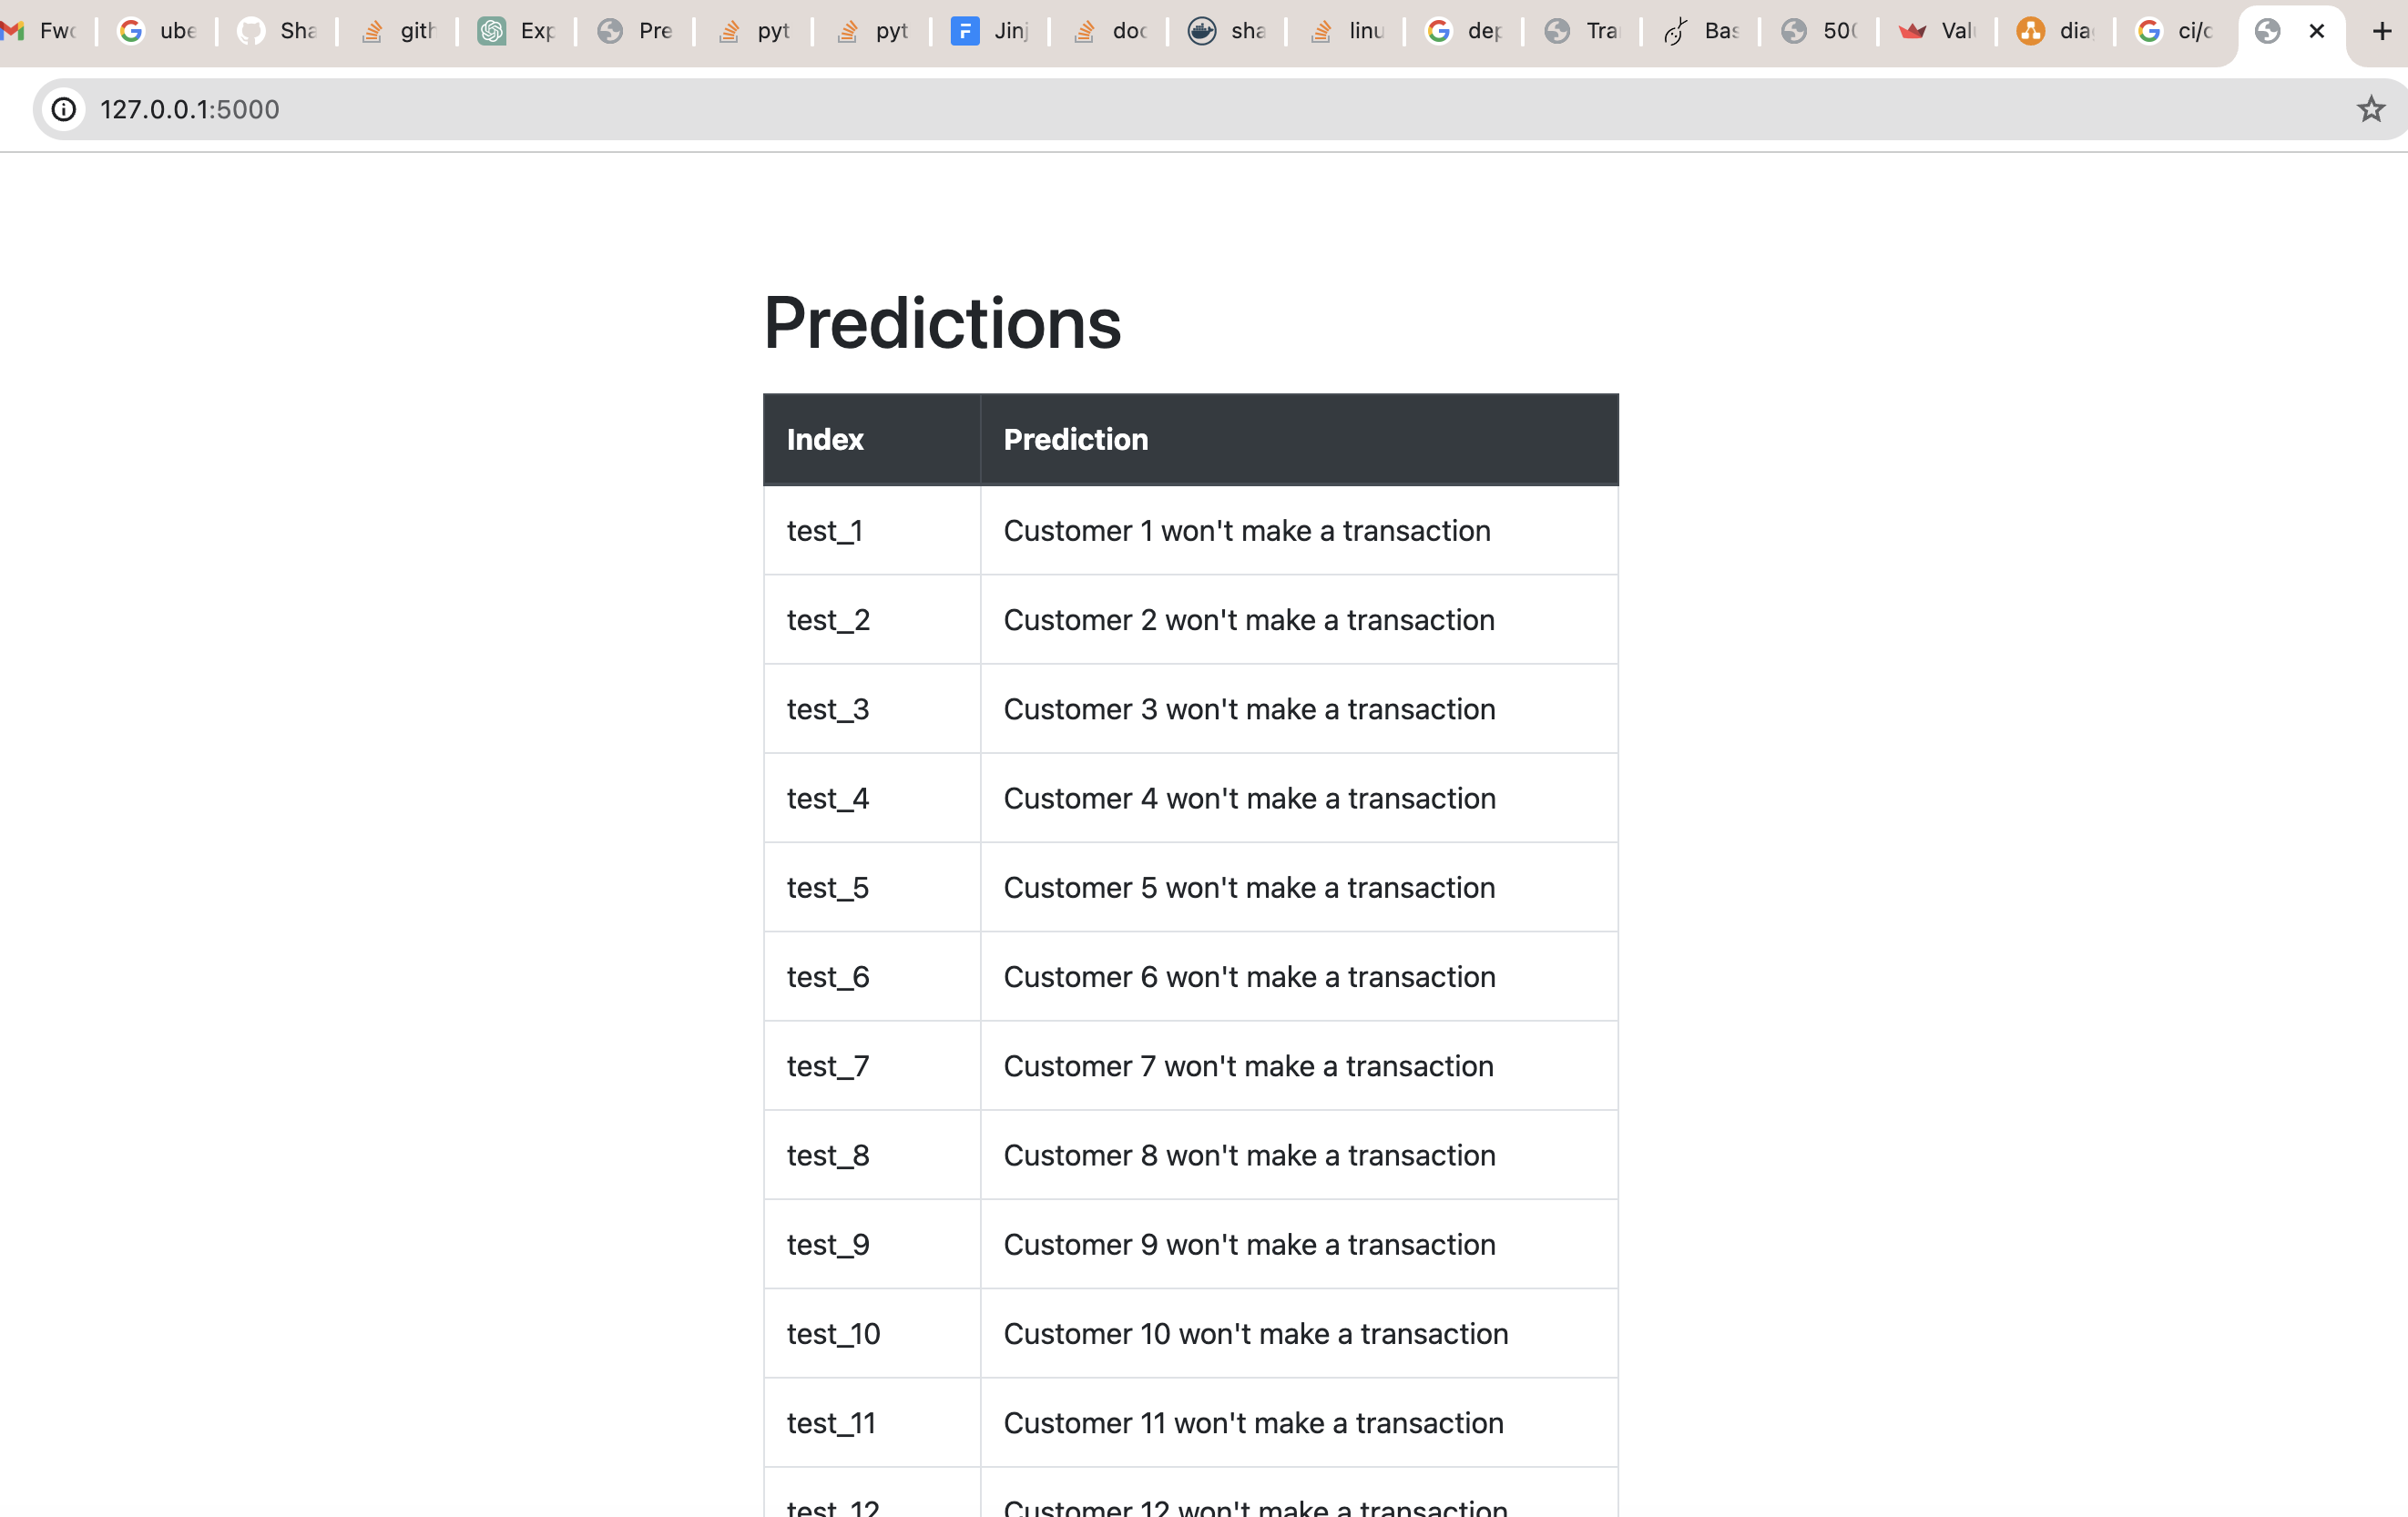 Fwc ube Sha gith Exp Pre pyt pyt Jinj doc sha linu dep Tra Bas 500 Val dia ci/c
127.0.0.1:5000
Predictions
Index Prediction
test_1 Customer 1 won't make a transaction
test_2 Customer 2 won't make a transaction
test_3 Customer 3 won't make a transaction
test_4 Customer 4 won't make a transaction
test_5 Customer 5 won't make a transaction
test_6 Customer 6 won't make a transaction
test_7 Customer 7 won't make a transaction
test_8 Customer 8 won't make a transaction
test_9 Customer 9 won't make a transaction
test_10 Customer 10 won't make a transaction
test_11 Customer 11 won't make a transaction
test_12 Customer 12 won't make a transaction